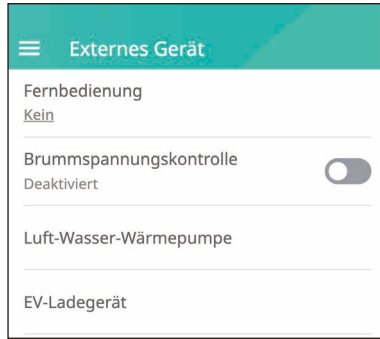 Externes Gerät
Fernbedienung
Kein
Brummspannungskontrolle
Deaktiviert
Luft-Wasser-Wärmepumpe
EV-Ladegerät